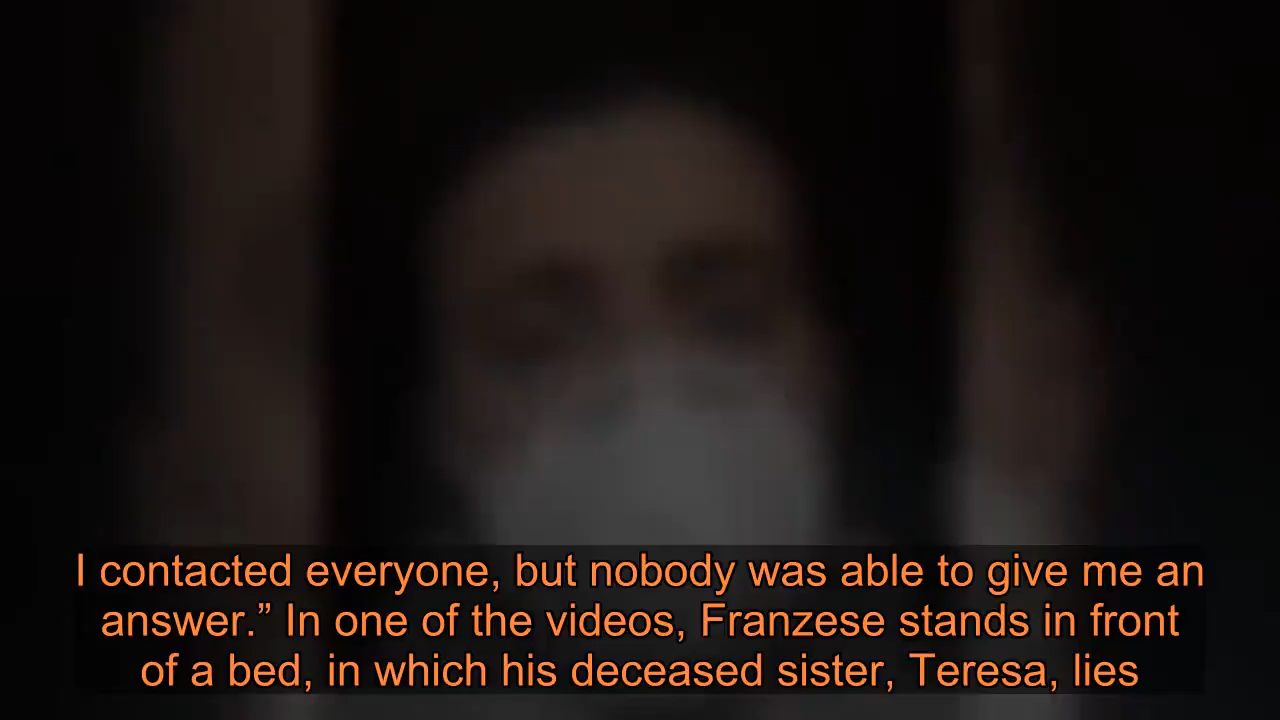 I contacted everyone, but nobody was able to give me an
answer.” In one of the videos, Franzese stands in front
of a bed, in which his deceased sister, Teresa, lies